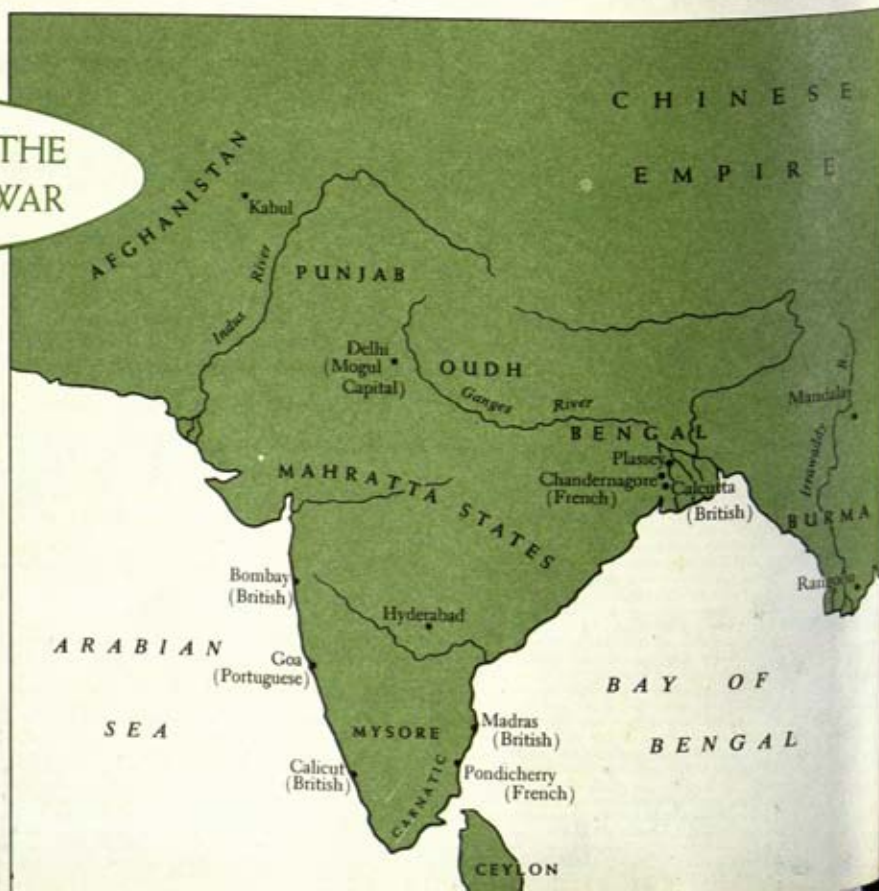 THE
WAR
CHINESE
EMPIRE
AFGHANISTAN
Kabul
Indus River
PUNJAB
Delhi
(Mogul
Capital)
OUDH
Ganges River
BENGAL
Plassey
Chandernagore
(French)
Calcutta
(British)
Mandalay
Irrawaddy R.
BURMA
Rangoon
MAHRATTA STATES
Bombay
(British)
Hyderabad
ARABIAN
SEA
Goa
(Portuguese)
BAY OF
BENGAL
MYSORE
Madras
(British)
Calicut
(British)
CARNATIC
Pondicherry
(French)
CEYLON